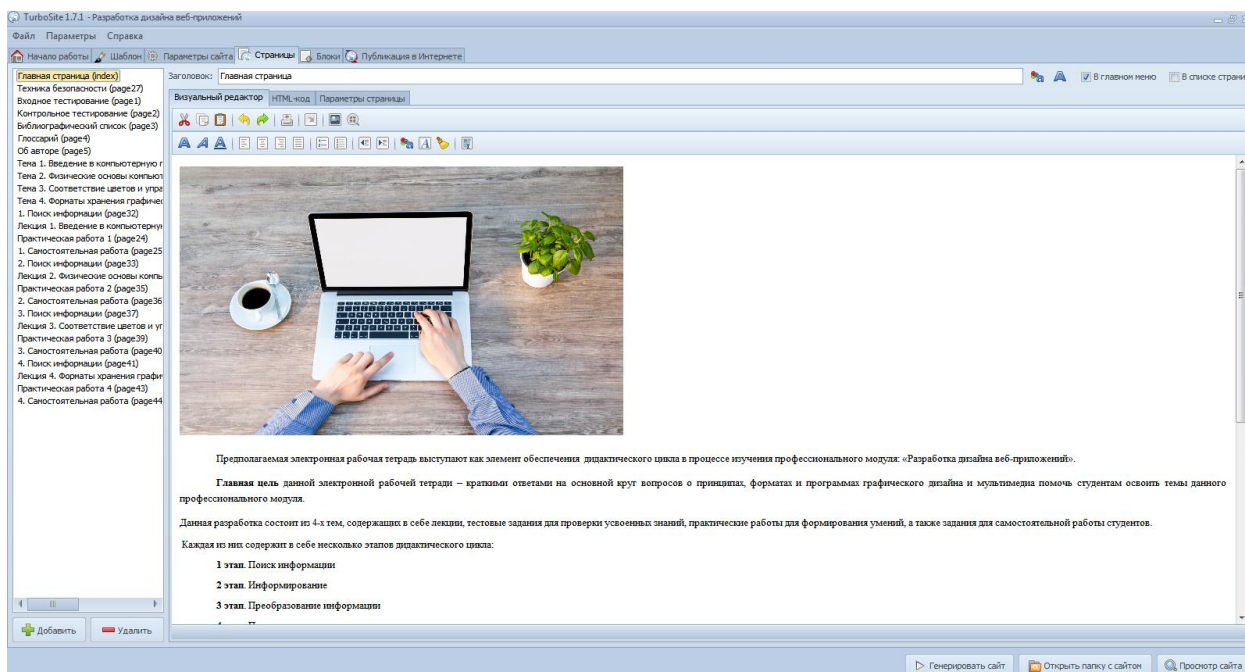 TurboSite 1.7.1 - Разработка дизайна веб-приложений
Файл Параметры Справка
Начало работы Шаблон Параметры сайта Страницы Блоки Публикация в Интернете
Главная страница (index)
Техника безопасности (page27)
Входное тестирование (page1)
Контрольное тестирование (page2)
Библиографический список (page3)
Глоссарий (page4)
Об авторе (page5)
Тема 1. Введение в компьютерную г
Тема 2. Физические основы компьют
Тема 3. Соответствие цветов и упра
Тема 4. Форматы хранения графичес
1. Поиск информации (page32)
Лекция 1. Введение в компьютерну
Практическая работа 1 (page24)
1. Самостоятельная работа (page25
2. Поиск информации (page33)
Лекция 2. Физические основы компь
Практическая работа 2 (page35)
2. Самостоятельная работа (page36
3. Поиск информации (page37)
Лекция 3. Соответствие цветов и уп
Практическая работа 3 (page39)
3. Самостоятельная работа (page40
4. Поиск информации (page41)
Лекция 4. Форматы хранения графи
Практическая работа 4 (page43)
4. Самостоятельная работа (page44
Добавить Удалить
Заголовок: Главная страница В главном меню В списке страни
Визуальный редактор HTML-код Параметры страницы
Предполагаемая электронная рабочая тетрадь выступают как элемент обеспечения дидактического цикла в процессе изучения профессионального модуля: «Разработка дизайна веб-приложений».
Главная цель данной электронной рабочей тетради – краткими ответами на основной круг вопросов о принципах, форматах и программах графического дизайна и мультимедиа помочь студентам освоить темы данного
профессионального модуля.
Данная разработка состоит из 4-х тем, содержащих в себе лекции, тестовые задания для проверки усвоенных знаний, практические работы для формирования умений, а также задания для самостоятельной работы студентов.
Каждая из них содержит в себе несколько этапов дидактического цикла:
1 этап. Поиск информации
2 этап. Информирование
3 этап. Преобразование информации
Генерировать сайт Открыть папку с сайтом Просмотр сайта